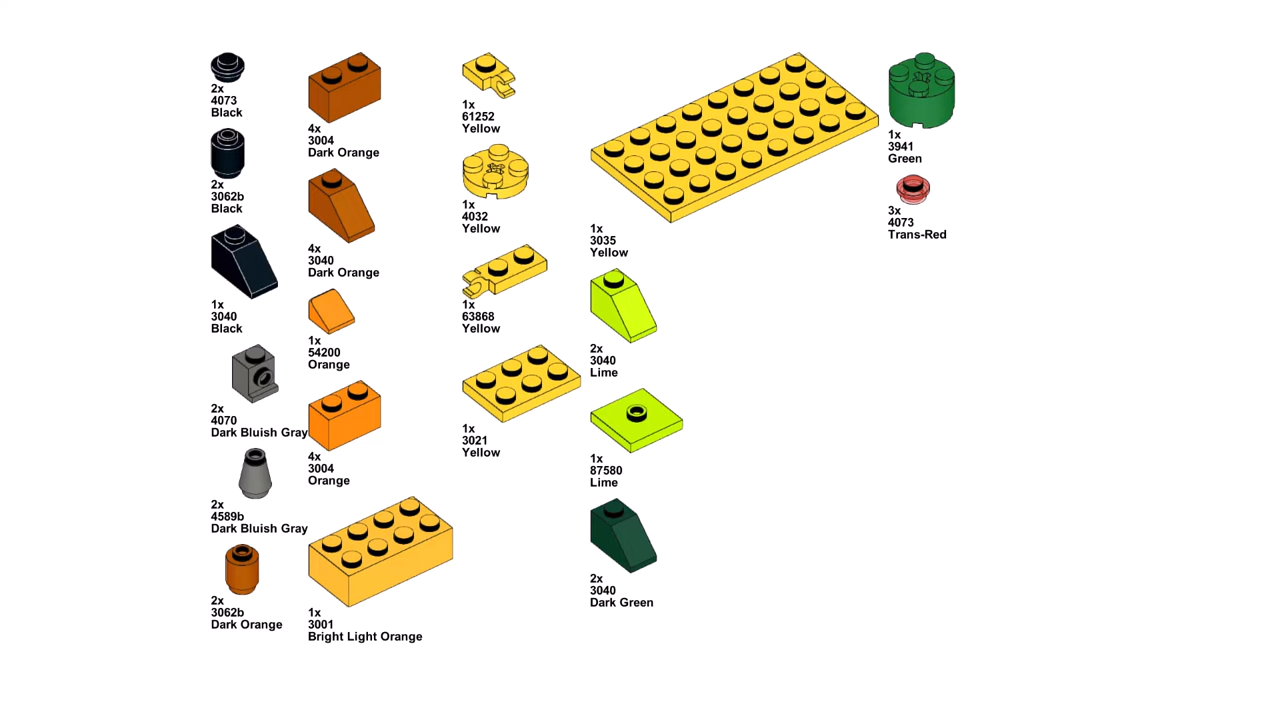 2x
4073
Black
2x
3062b
Black
1x
3040
Black
2x
4070
Dark Bluish Gray
2x
4589b
Dark Bluish Gray
2x
3062b
Dark Orange
4x
3004
Dark Orange
4x
3040
Dark Orange
1x
54200
Orange
4x
3004
Orange
1x
3001
Bright Light Orange
1x
61252
Yellow
1x
4032
Yellow
1x
63868
Yellow
1x
3021
Yellow
1x
3035
Yellow
2x
3040
Lime
1x
87580
Lime
2x
3040
Dark Green
1x
3941
Green
3x
4073
Trans-Red